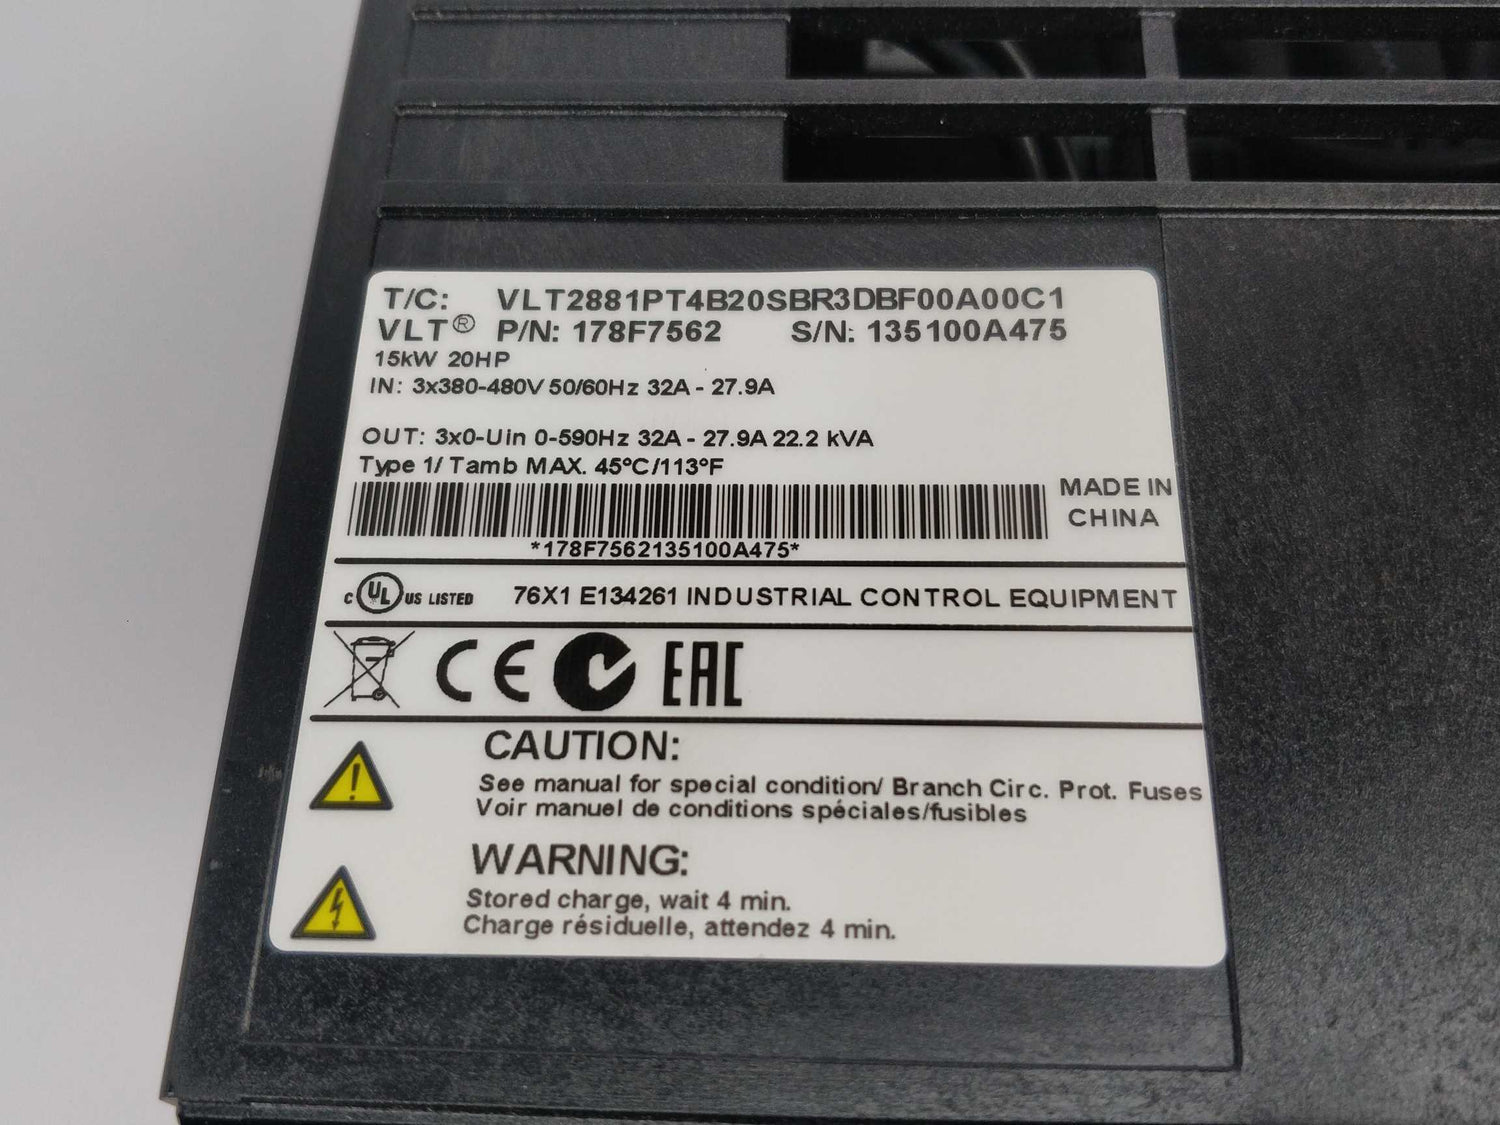 T/C: VLT2881PT4B20SBR3DBF00A00C1
VLT® P/N: 178F7562 S/N: 135100A475
15kW 20HP
IN: 3x380-480V 50/60Hz 32A - 27.9A
OUT: 3x0-Uin 0-590Hz 32A - 27.9A 22.2 kVA
Type 1/ Tamb MAX. 45°C/113°F
MADE IN
CHINA
*178F7562135100A475*
C UL US LISTED 76X1 E134261 INDUSTRIAL CONTROL EQUIPMENT
CE EAC
CAUTION:
See manual for special condition/ Branch Circ. Prot. Fuses
Voir manuel de conditions spéciales/fusibles
WARNING:
Stored charge, wait 4 min.
Charge résiduelle, attendez 4 min.